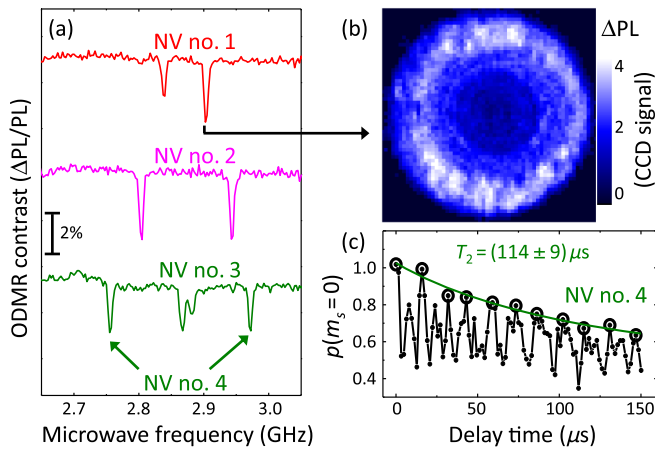 (a)
NV no. 1
NV no. 2
NV no. 3
NV no. 4
2%
ODMR contrast (ΔPL/PL)
2.7 2.8 2.9 3.0
Microwave frequency (GHz)
(b)
ΔPL
4
2
0
(CCD signal)
(c)
T₂ = (114 ± 9) μs
NV no. 4
1.0
0.8
0.6
0.4
p(mₛ = 0)
0 50 100 150
Delay time (μs)